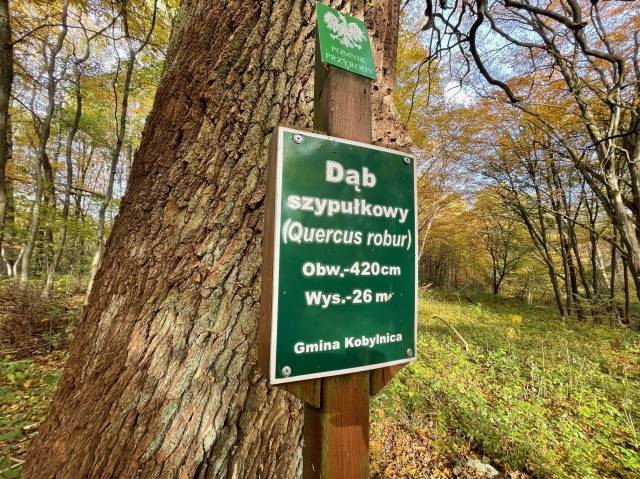 POMNIK
PRZYRODY
Dąb
szypułkowy
(Quercus robur)
Obw,-420cm
Wys.-26 m
Gmina Kobylnica